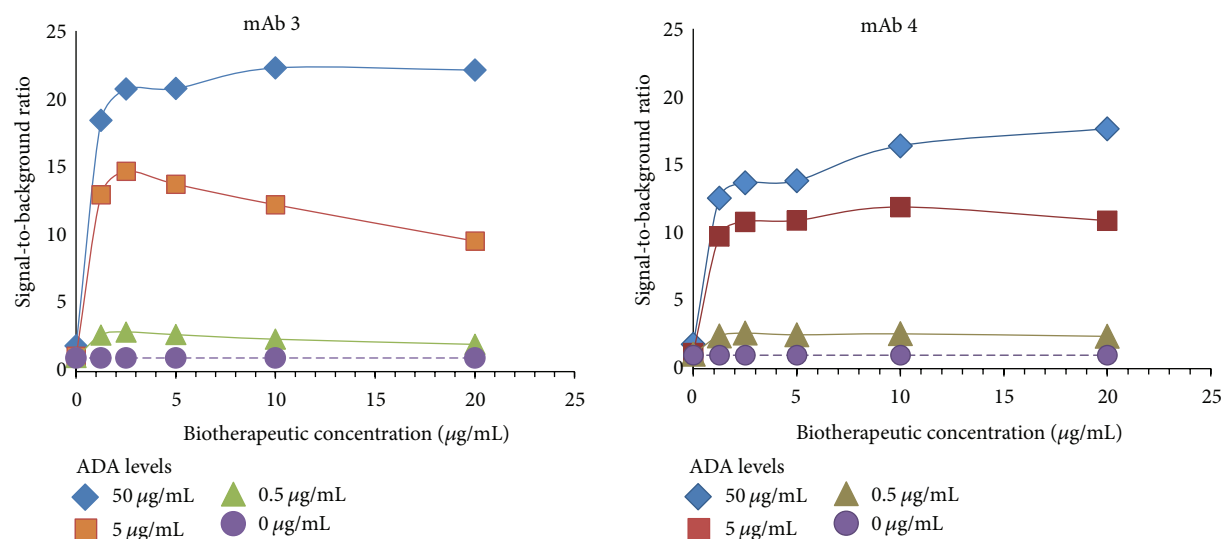 mAb 3
25
20
15
10
5
0
Signal-to-background ratio
0 5 10 15 20 25
Biotherapeutic concentration (μg/mL)
ADA levels
50 μg/mL
0.5 μg/mL
5 μg/mL
0 μg/mL
mAb 4
25
20
15
10
5
0
Signal-to-background ratio
0 5 10 15 20 25
Biotherapeutic concentration (μg/mL)
ADA levels
50 μg/mL
0.5 μg/mL
5 μg/mL
0 μg/mL